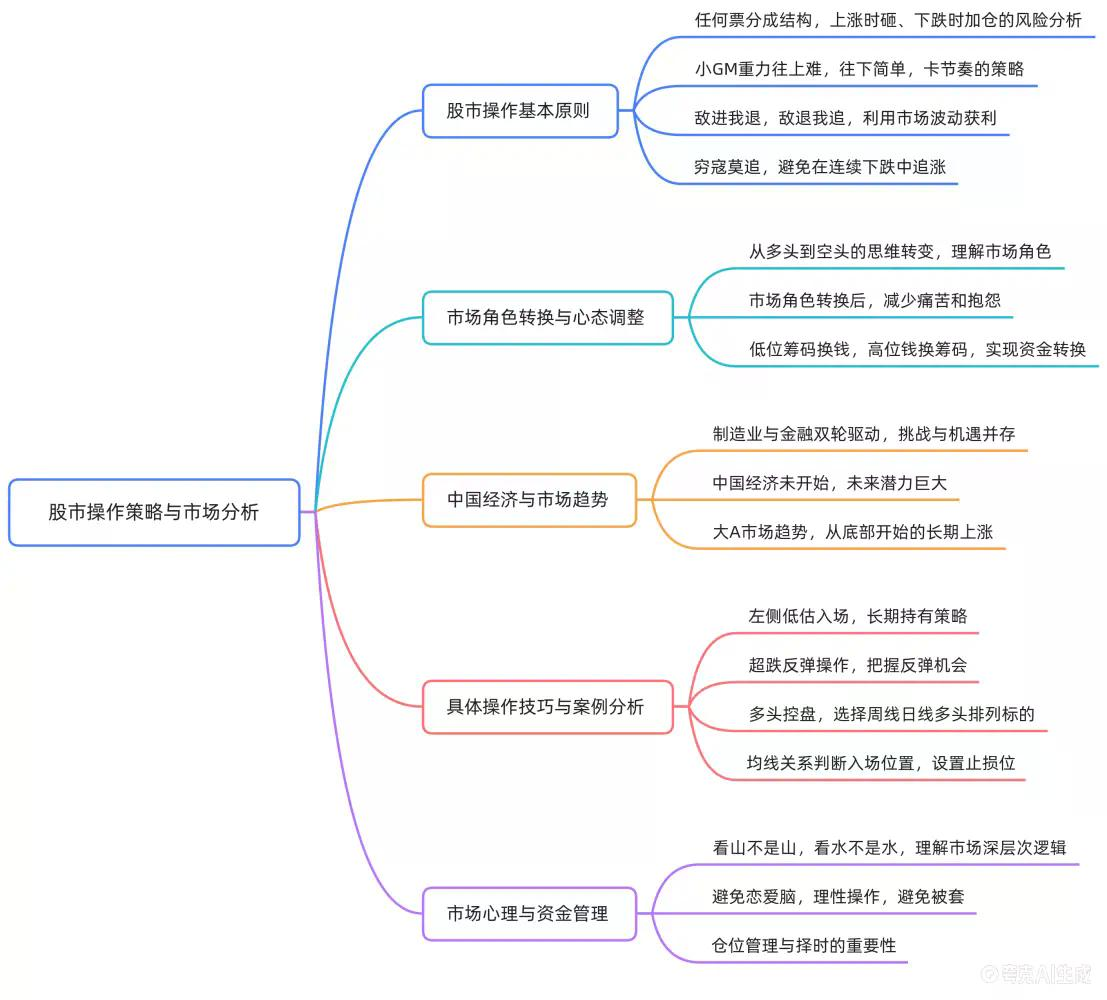 股市操作策略与市场分析
股市操作基本原则
任何票分成结构，上涨时砸、下跌时加仓的风险分析
小GM重力往上难，往下简单，卡节奏的策略
敌进我退，敌退我追，利用市场波动获利
穷寇莫追，避免在连续下跌中追涨
市场角色转换与心态调整
从多头到空头的思维转变，理解市场角色
市场角色转换后，减少痛苦和抱怨
低位筹码换钱，高位钱换筹码，实现资金转换
中国经济与市场趋势
制造业与金融双轮驱动，挑战与机遇并存
中国经济未开始，未来潜力巨大
大A市场趋势，从底部开始的长期上涨
具体操作技巧与案例分析
左侧低估入场，长期持有策略
超跌反弹操作，把握反弹机会
多头控盘，选择周线日线多头排列标的
均线关系判断入场位置，设置止损位
市场心理与资金管理
看山不是山，看水不是水，理解市场深层次逻辑
避免恋爱脑，理性操作，避免被套
仓位管理与择时的重要性
夸克AI生成